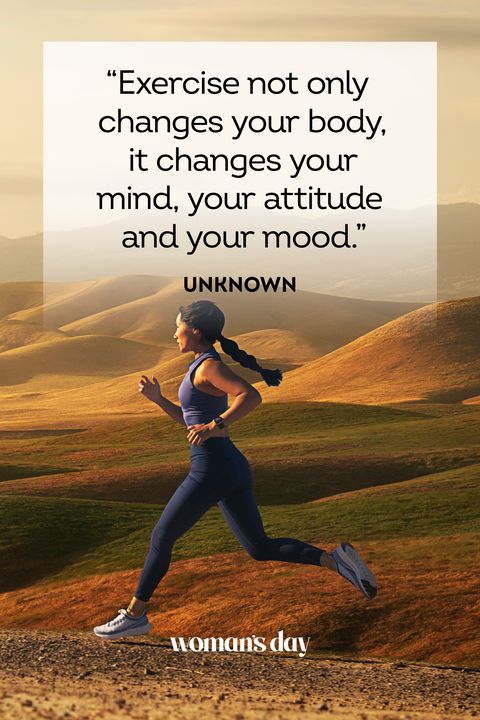 “Exercise not only
changes your body,
it changes your
mind, your attitude
and your mood.”
UNKNOWN
woman's day